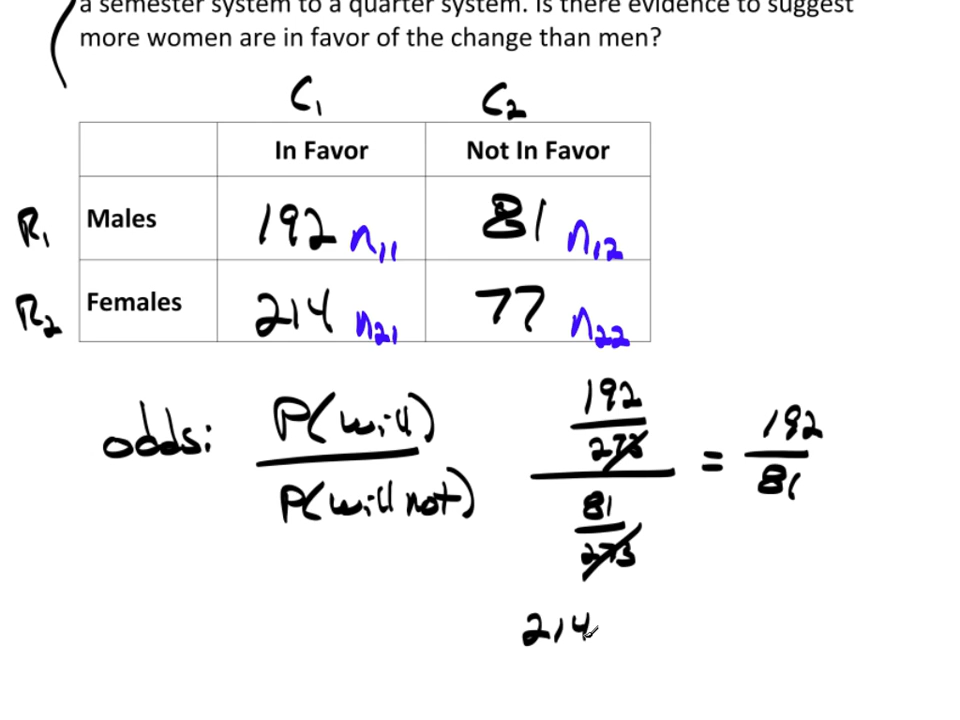 a semester system to a quarter system. Is there evidence to suggest
more women are in favor of the change than men?
C1 C2
In Favor Not In Favor
R1 Males 192 n11 81 n12
R2 Females 214 n21 77 n22
odds: P(will) / P(will not) 192/273 / 81/273 = 192/81
214